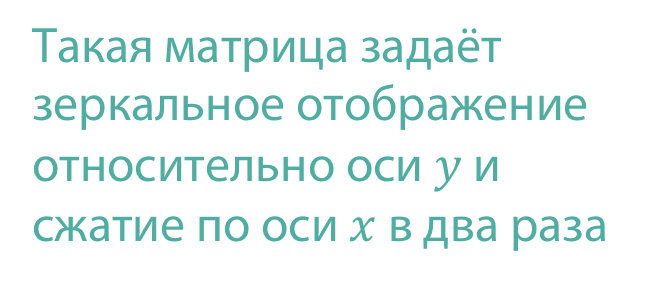 Такая матрица задаёт
зеркальное отображение
относительно оси y и
сжатие по оси x в два раза